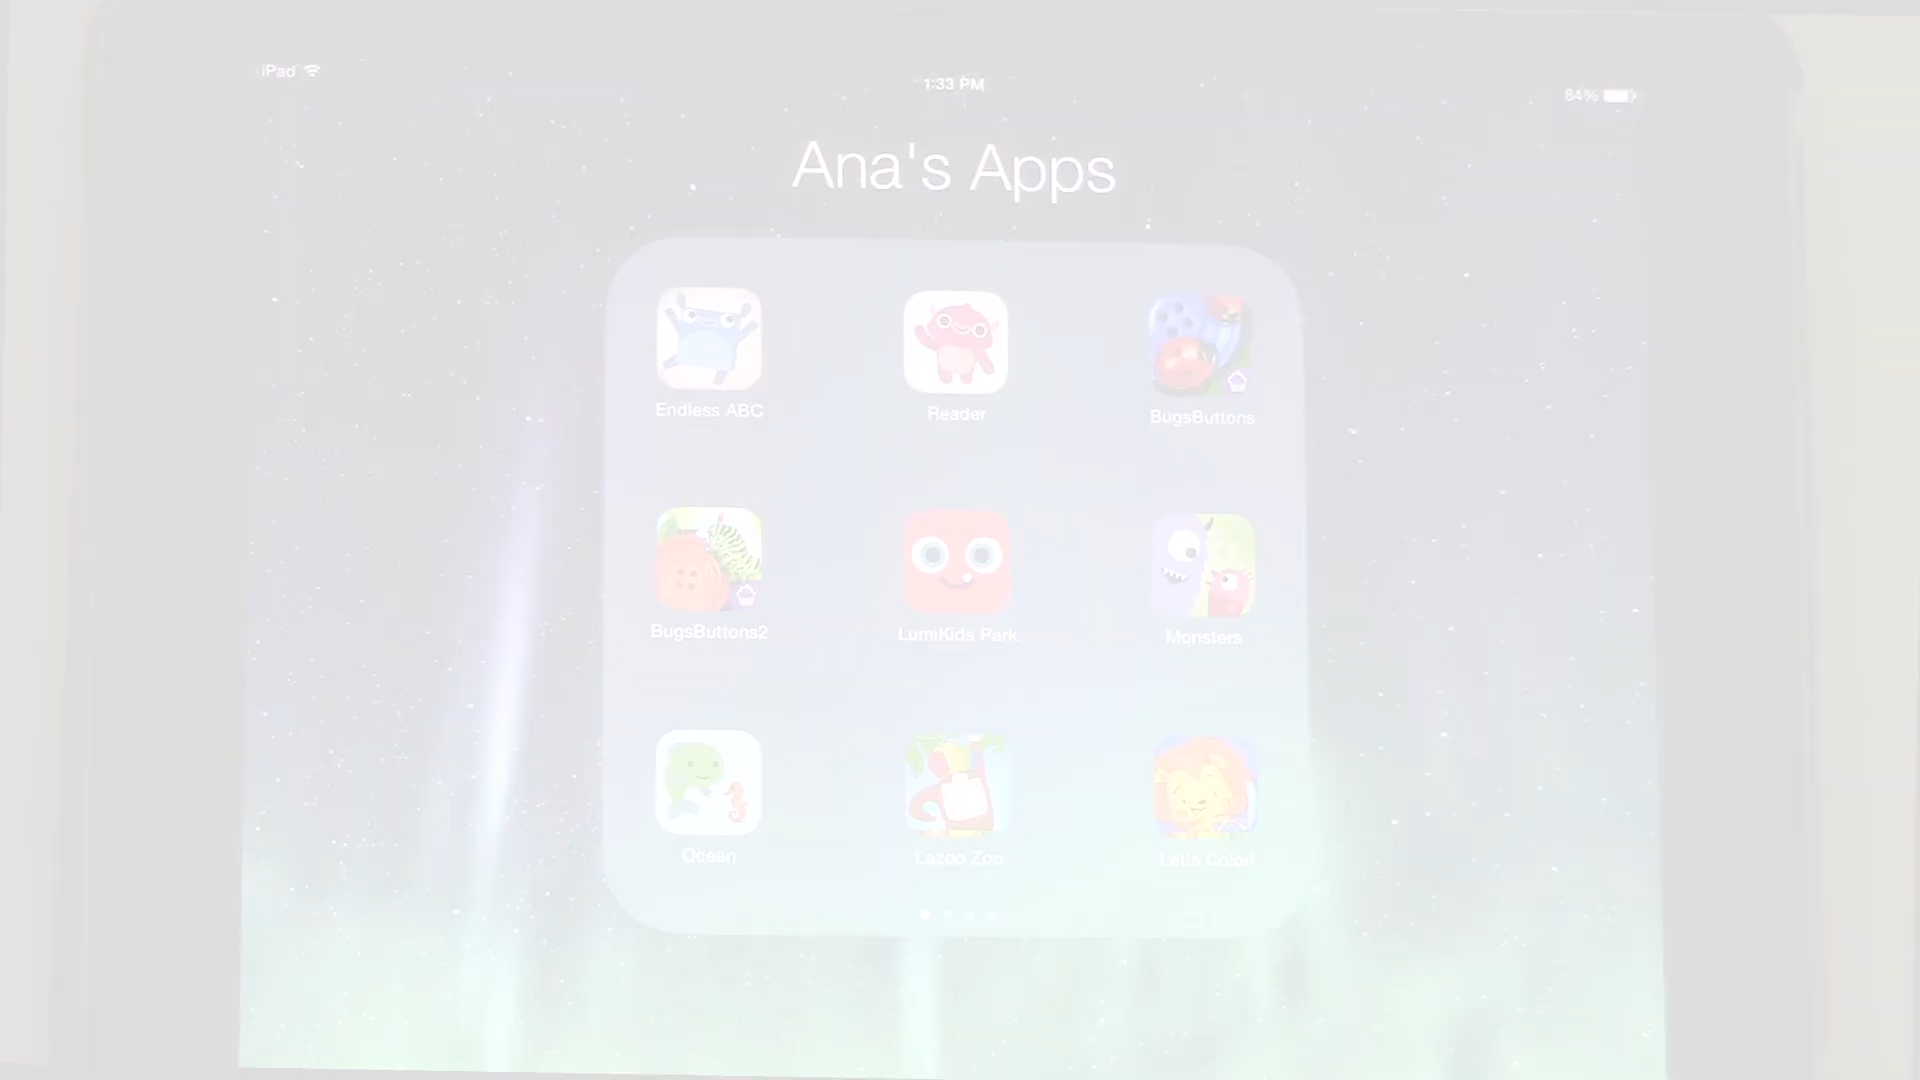 iPad
1:33 PM
84%
Ana's Apps
Endless ABC
Reader
BugsButtons
BugsButtons2
LumiKids Park
Monsters
Ocean
Lazoo Zoo
Let's Color!